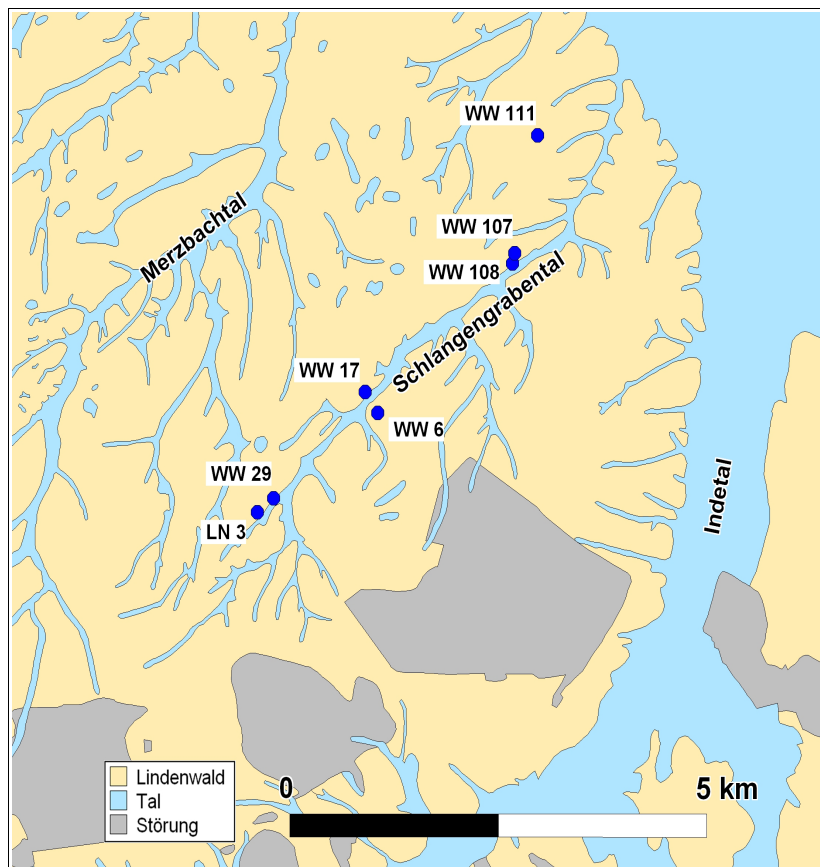 WW 111
Merzbachtal
WW 107
WW 108
Schlangengrabental
WW 17
WW 6
WW 29
LN 3
Indetal
Lindenwald
Tal
Störung
0
5 km